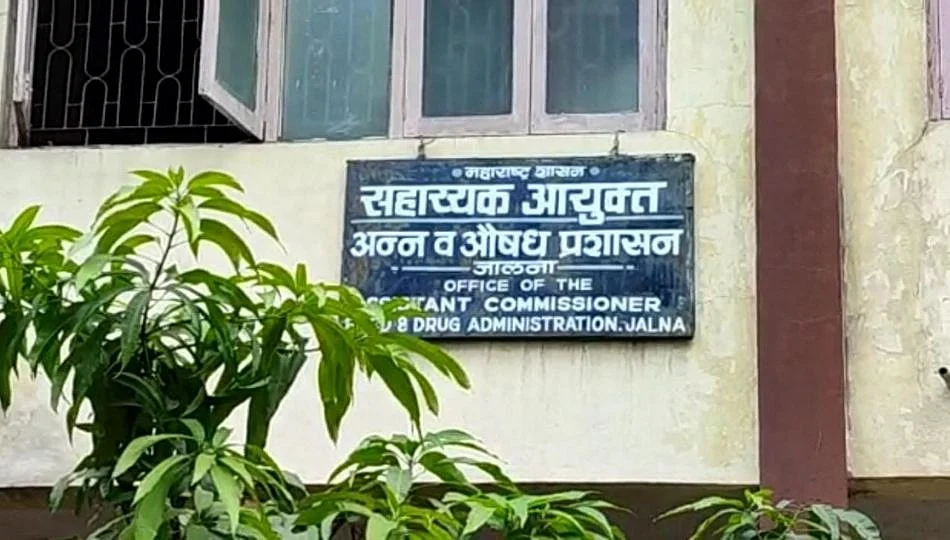 महाराष्ट्र शासन
सहाय्यक आयुक्त
अन्न व औषध प्रशासन
जालना
OFFICE OF THE
COMMISSIONER
& DRUG ADMINISTRATION. JALNA